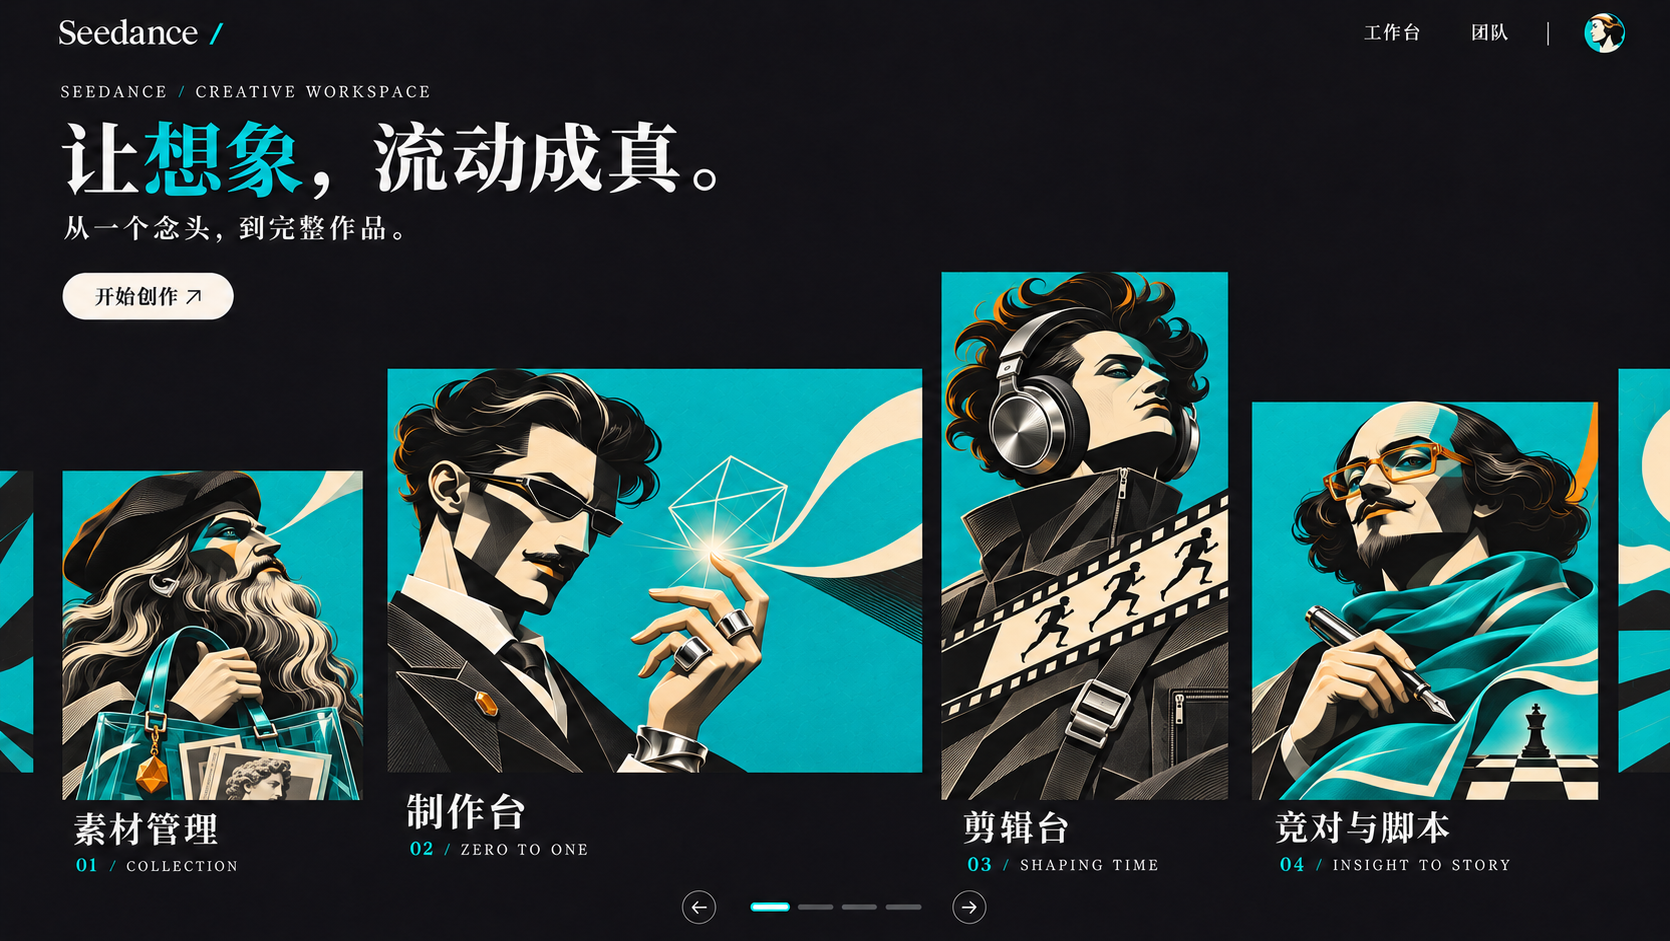 Seedance /
工作台 团队
SEEDANCE / CREATIVE WORKSPACE
让想象，流动成真。
从一个念头，到完整作品。
开始创作 ↗
素材管理
01 / COLLECTION
制作台
02 / ZERO TO ONE
剪辑台
03 / SHAPING TIME
竞对与脚本
04 / INSIGHT TO STORY